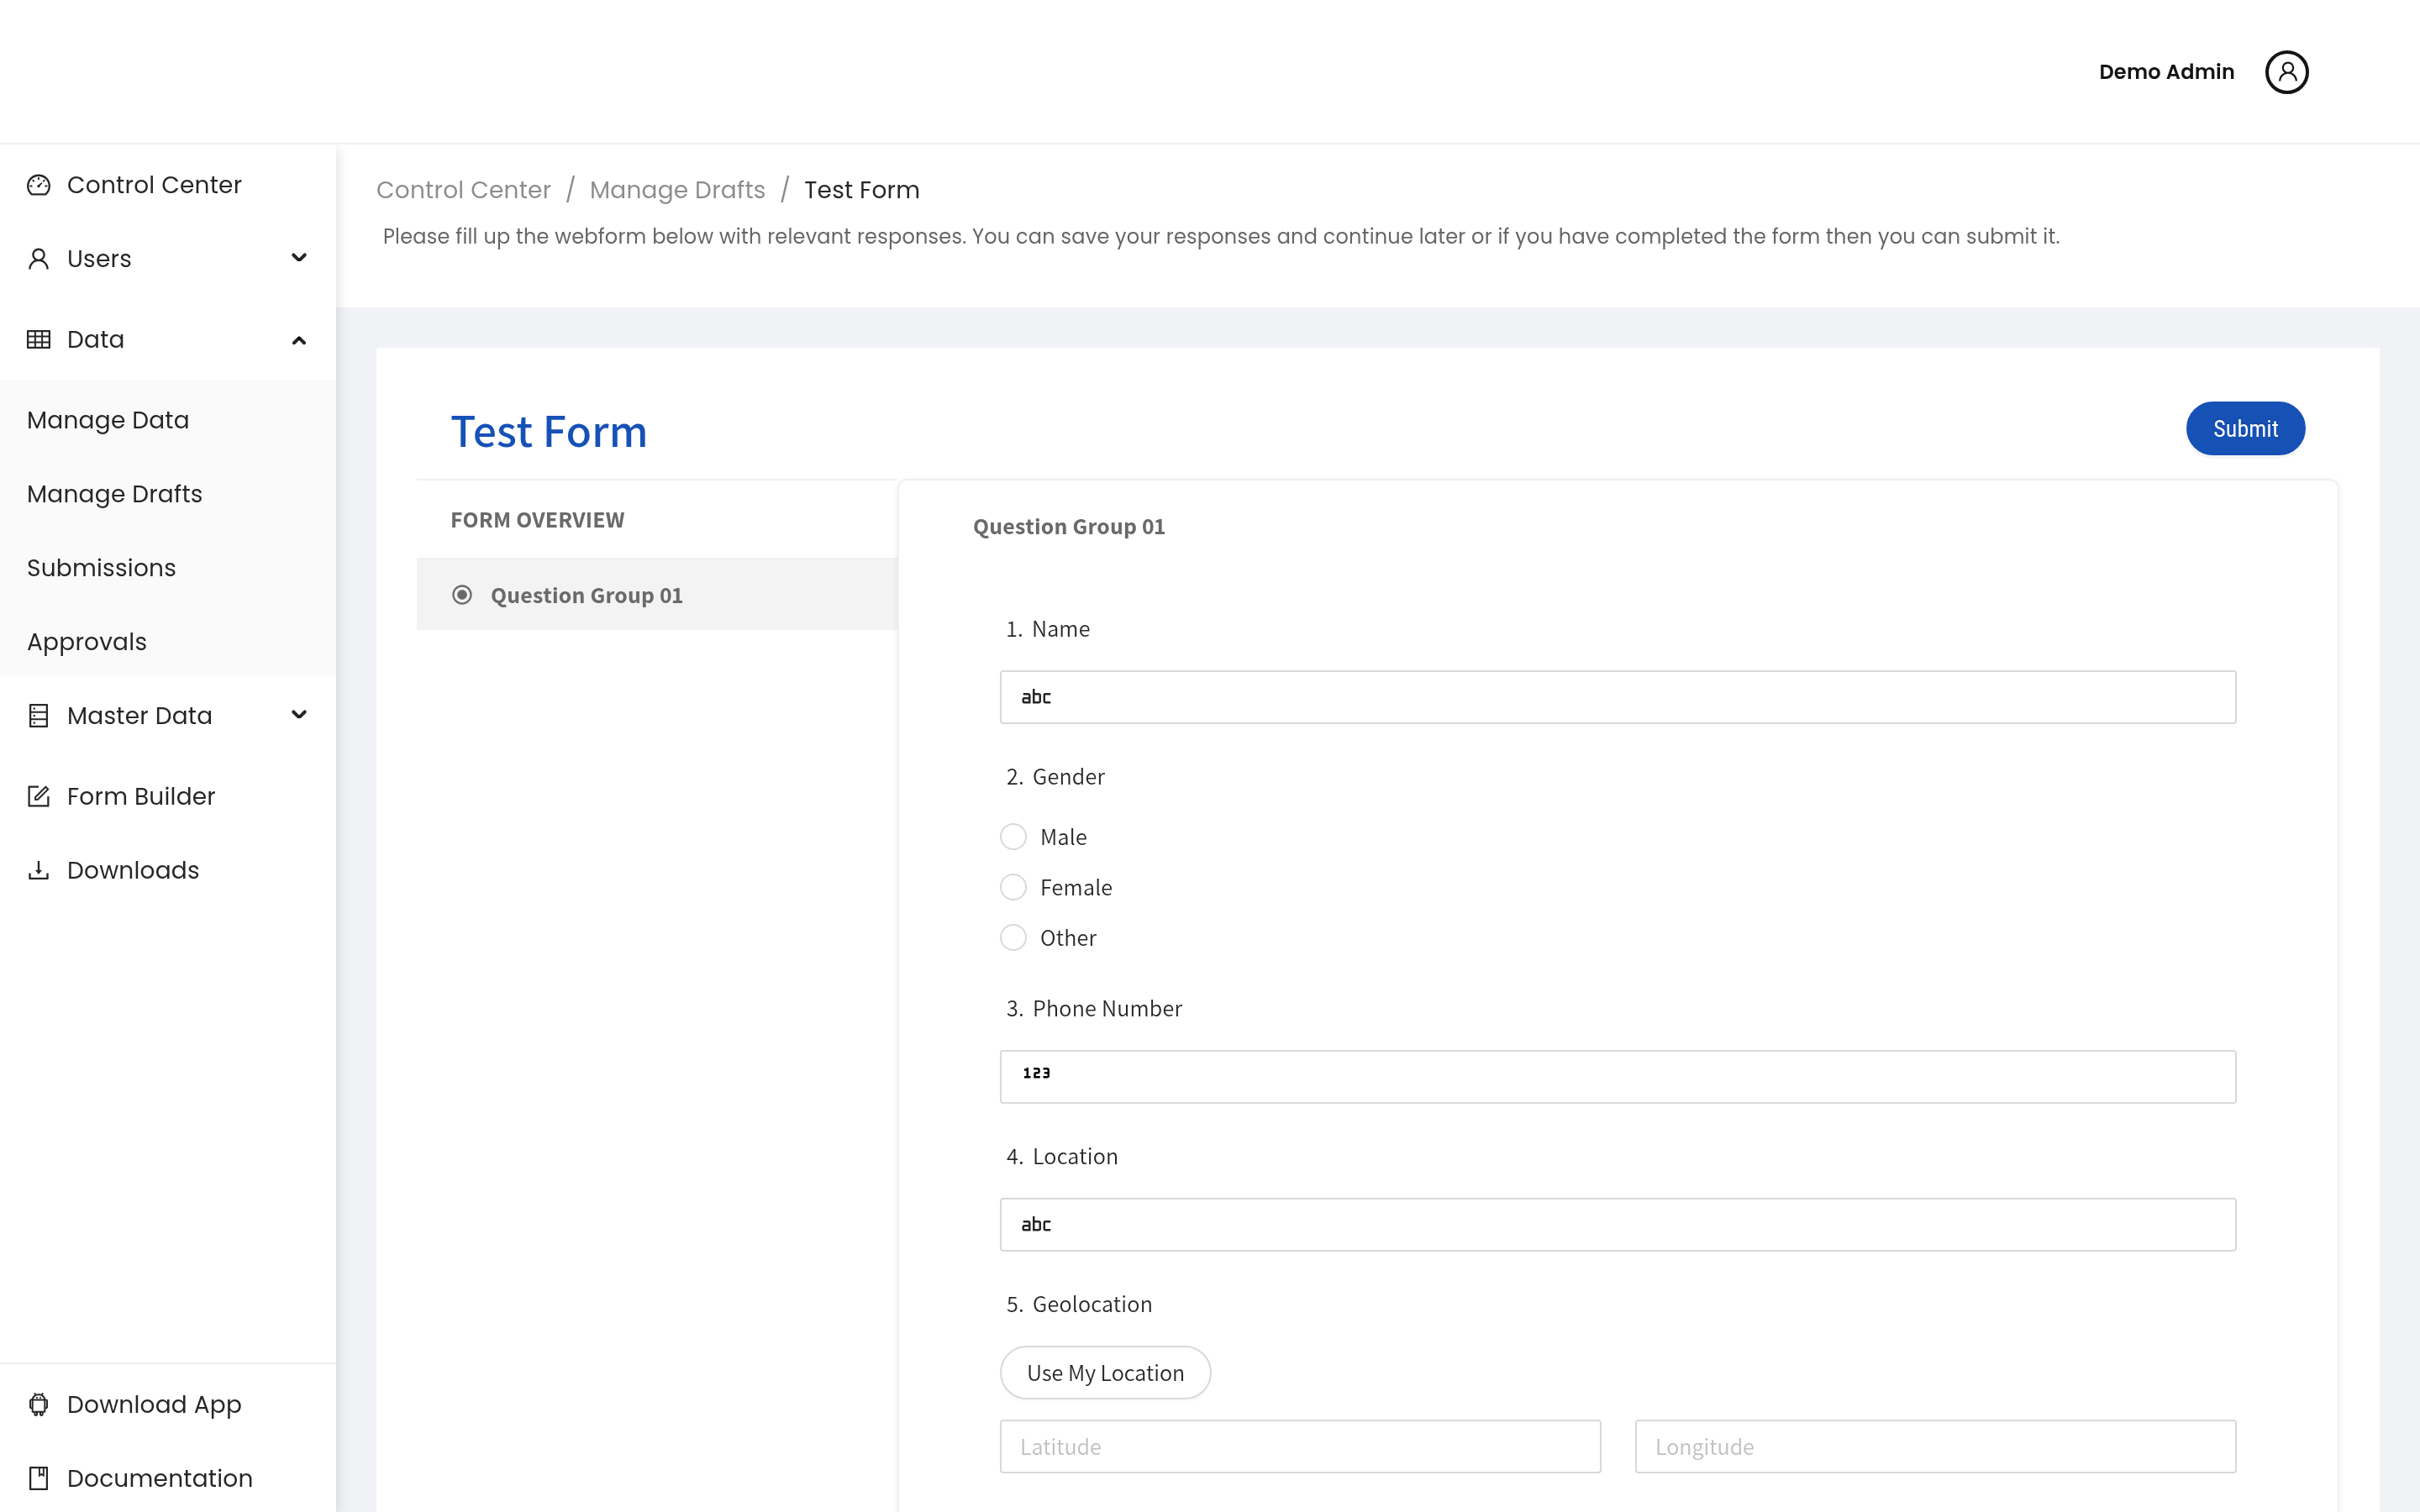 Demo Admin
Control Center
Users
Data
Manage Data
Manage Drafts
Submissions
Approvals
Master Data
Form Builder
Downloads
Download App
Documentation
Control Center / Manage Drafts / Test Form
Please fill up the webform below with relevant responses. You can save your responses and continue later or if you have completed the form then you can submit it.
Test Form
Submit
FORM OVERVIEW
Question Group 01
Question Group 01
1. Name
abc
2. Gender
Male
Female
Other
3. Phone Number
123
4. Location
abc
5. Geolocation
Use My Location
Latitude
Longitude